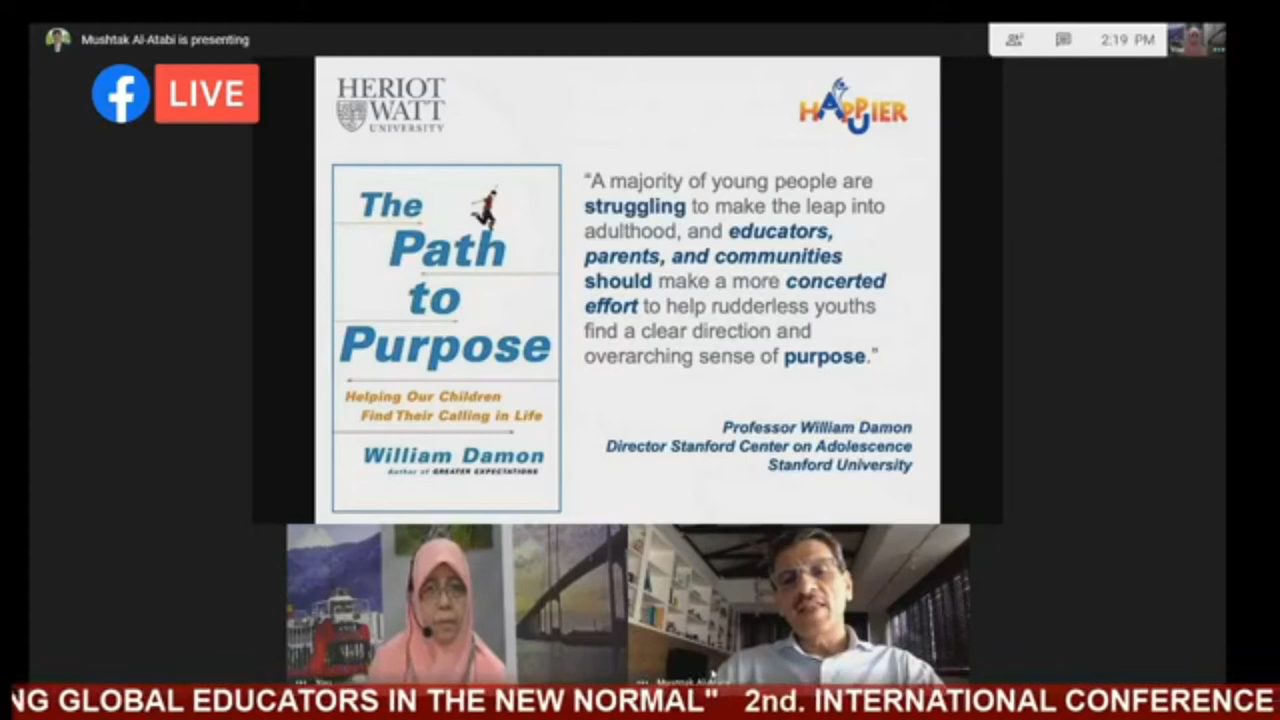 Mushtak Al-Atabi is presenting
2:19 PM
LIVE
HERIOT
WATT
UNIVERSITY
HAPPIER
The
Path
to
Purpose
Helping Our Children
Find Their Calling in Life
William Damon
Author of GREATER EXPECTATIONS
“A majority of young people are
struggling to make the leap into
adulthood, and educators,
parents, and communities
should make a more concerted
effort to help rudderless youths
find a clear direction and
overarching sense of purpose.”
Professor William Damon
Director Stanford Center on Adolescence
Stanford University
You
NG GLOBAL EDUCATORS IN THE NEW NORMAL" 2nd. INTERNATIONAL CONFERENCE